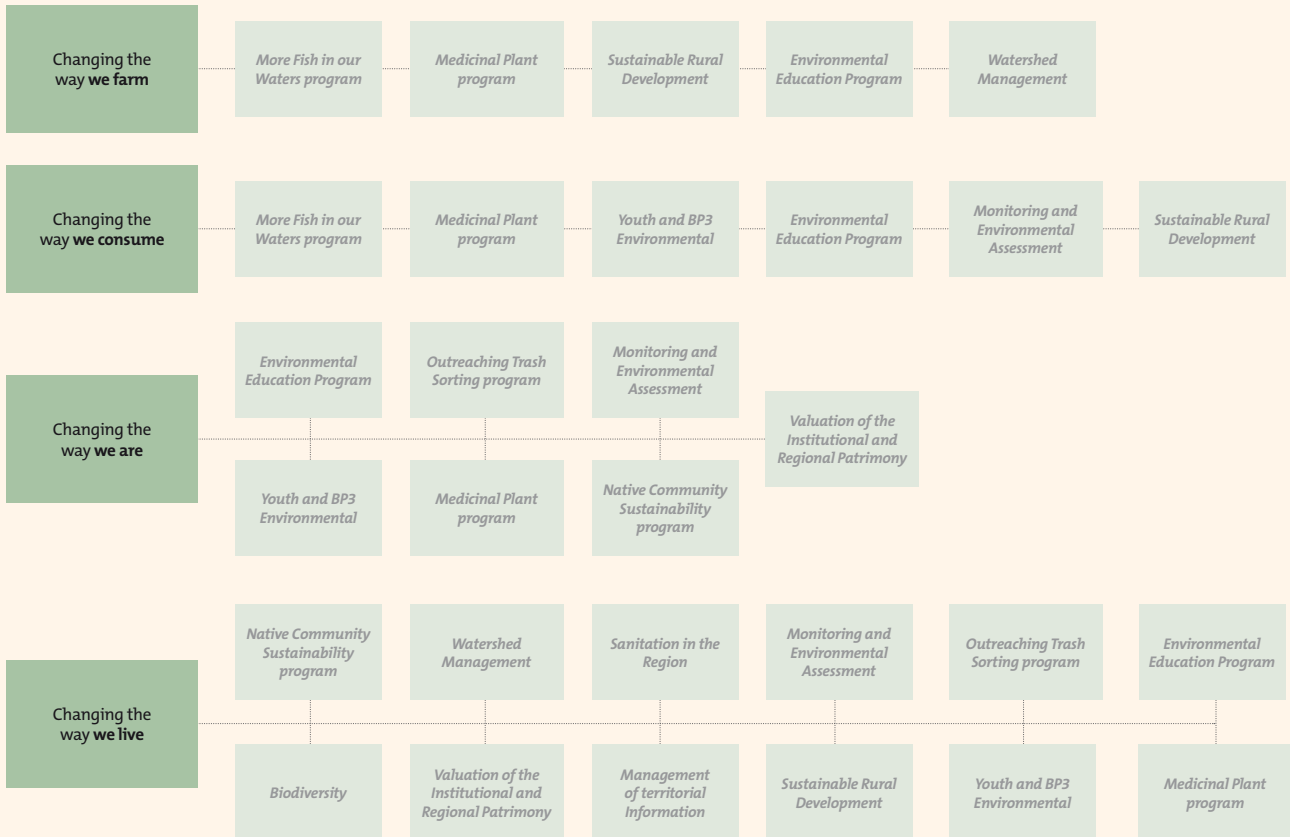 Changing the
way we farm
More Fish in our
Waters program
Medicinal Plant
program
Sustainable Rural
Development
Environmental
Education Program
Watershed
Management
Changing the
way we consume
More Fish in our
Waters program
Medicinal Plant
program
Youth and BP3
Environmental
Environmental
Education Program
Monitoring and
Environmental
Assessment
Sustainable Rural
Development
Changing the
way we are
Environmental
Education Program
Outreaching Trash
Sorting program
Monitoring and
Environmental
Assessment
Valuation of the
Institutional and
Regional Patrimony
Youth and BP3
Environmental
Medicinal Plant
program
Native Community
Sustainability
program
Changing the
way we live
Native Community
Sustainability
program
Watershed
Management
Sanitation in the
Region
Monitoring and
Environmental
Assessment
Outreaching Trash
Sorting program
Environmental
Education Program
Biodiversity
Valuation of the
Institutional and
Regional Patrimony
Management
of territorial
Information
Sustainable Rural
Development
Youth and BP3
Environmental
Medicinal Plant
program